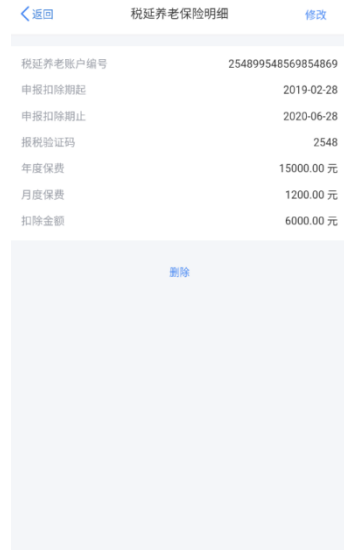 返回 税延养老保险明细 修改
税延养老账户编号 254899548569854869
申报扣除期起 2019-02-28
申报扣除期止 2020-06-28
报税验证码 2548
年度保费 15000.00 元
月度保费 1200.00 元
扣除金额 6000.00 元
删除